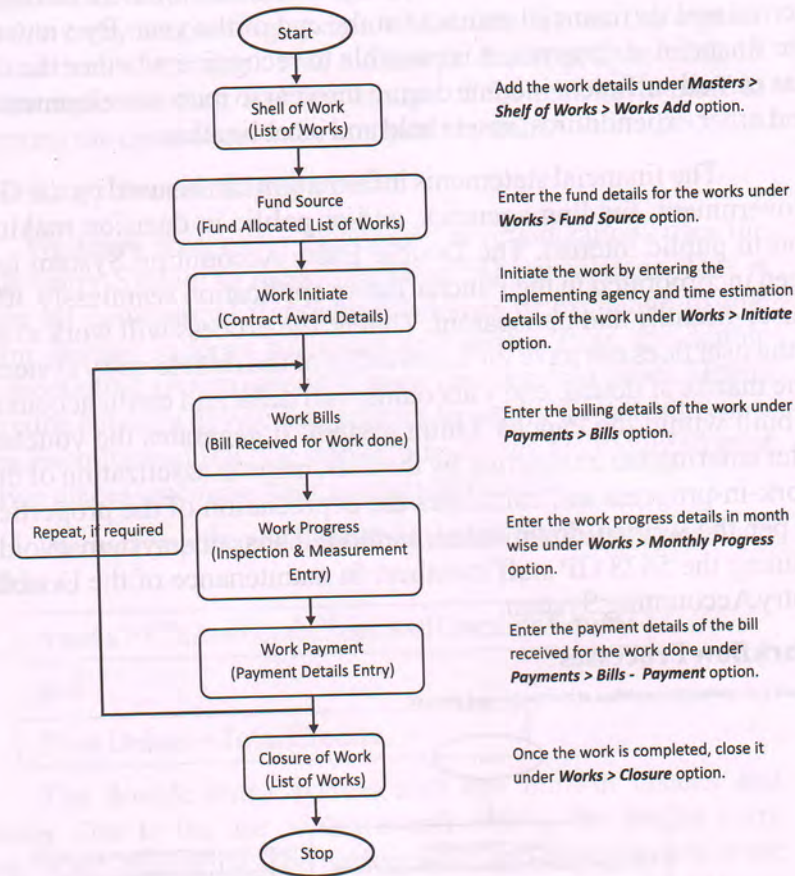 Start
Shelf of Work
(List of Works)
Add the work details under Masters >
Shelf of Works > Works Add option.
Fund Source
(Fund Allocated List of Works)
Enter the fund details for the works under
Works > Fund Source option.
Work Initiate
(Contract Award Details)
Initiate the work by entering the
implementing agency and time estimation
details of the work under Works > Initiate
option.
Work Bills
(Bill Received for Work done)
Enter the billing details of the work under
Payments > Bills option.
Repeat, if required
Work Progress
(Inspection & Measurement
Entry)
Enter the work progress details in month
wise under Works > Monthly Progress
option.
Work Payment
(Payment Details Entry)
Enter the payment details of the bill
received for the work done under
Payments > Bills - Payment option.
Closure of Work
(List of Works)
Once the work is completed, close it
under Works > Closure option.
Stop